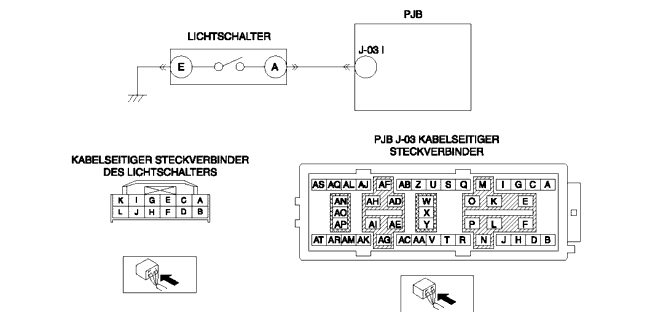 PJB
LICHTSCHALTER
J-03 I
E A
KABELSEITIGER STECKVERBINDER
DES LICHTSCHALTERS
K I G E C A
L J H F D B
PJB J-03 KABELSEITIGER
STECKVERBINDER
AS AQ AL AJ AF AB Z U S Q M I G C A
AN AH AD W O K E
AO X
AP AI AE Y P L F
AT AR AM AK AG AC AA V T R N J H D B